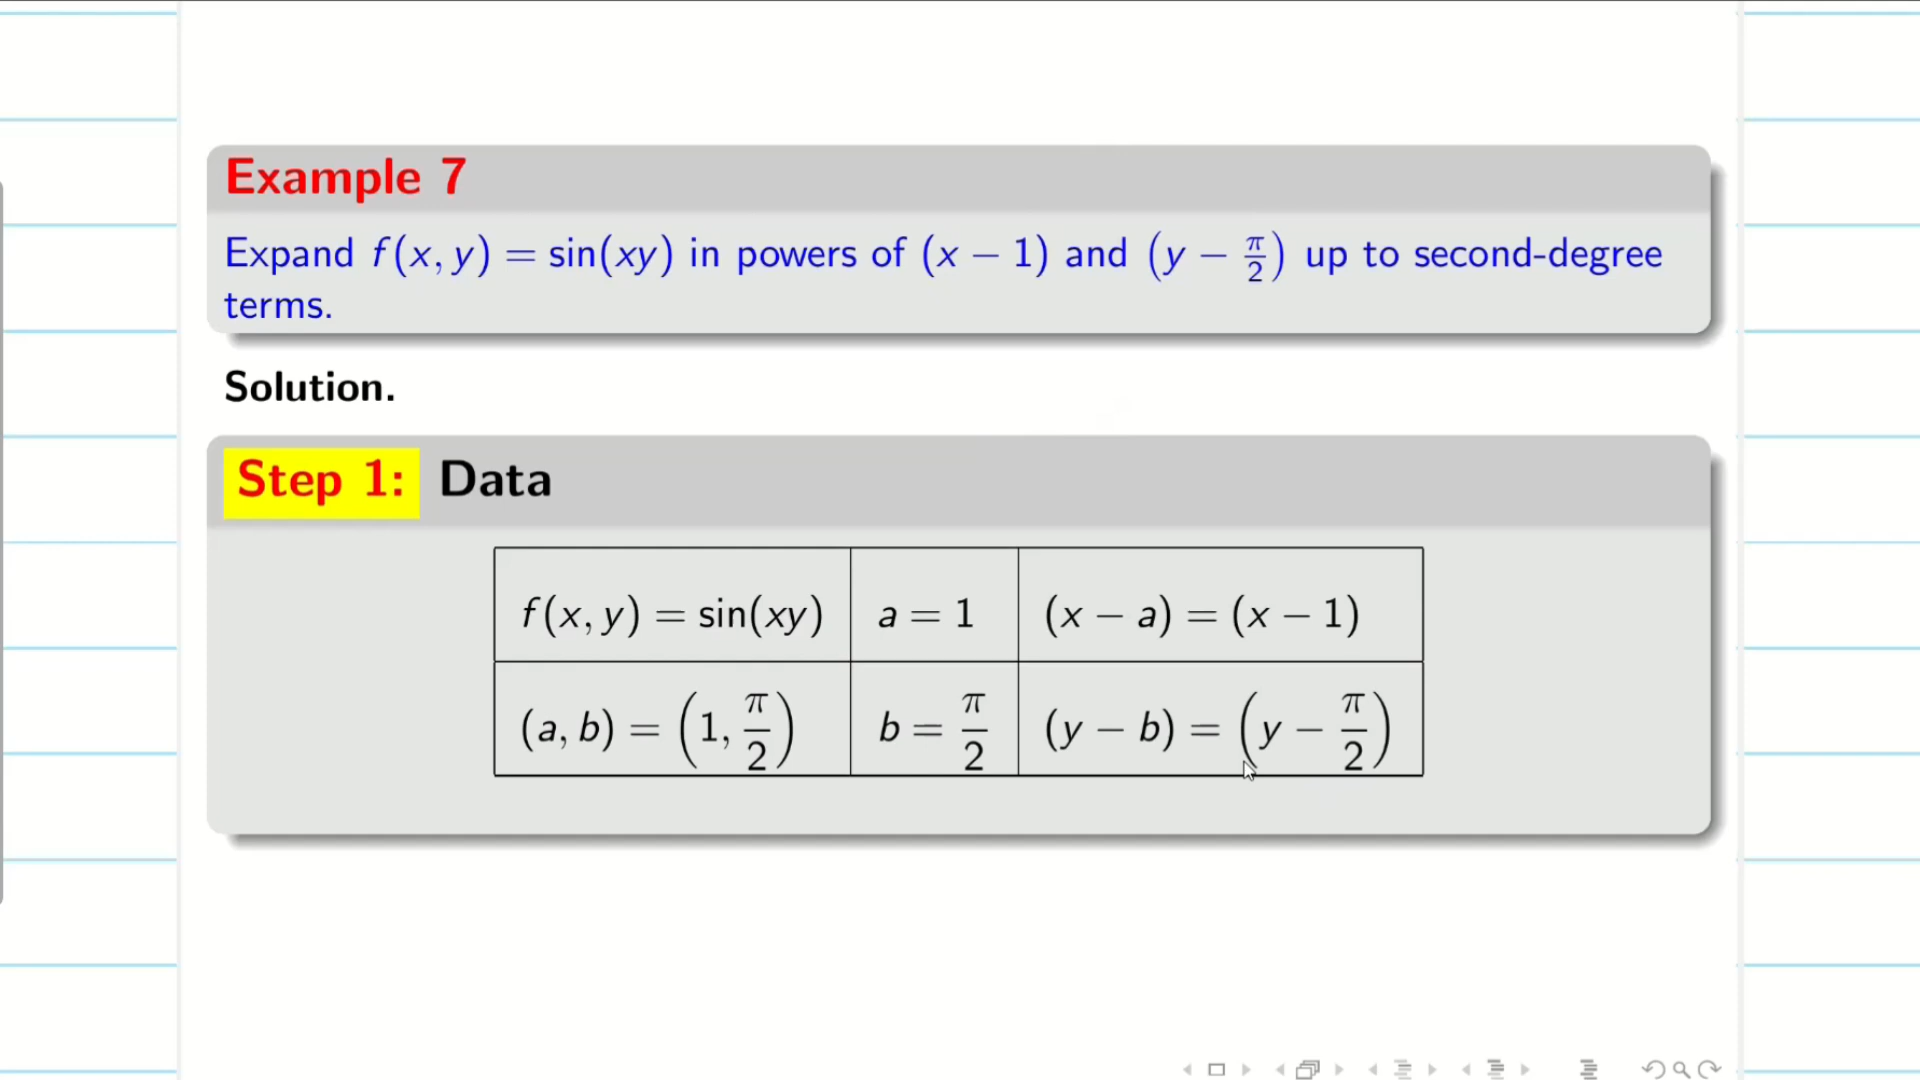 Example 7
Expand f(x, y) = sin(xy) in powers of (x − 1) and (y − π/2) up to second-degree
terms.
Solution.
Step 1: Data
f(x, y) = sin(xy) a = 1 (x − a) = (x − 1)
(a, b) = (1, π/2) b = π/2 (y − b) = (y − π/2)